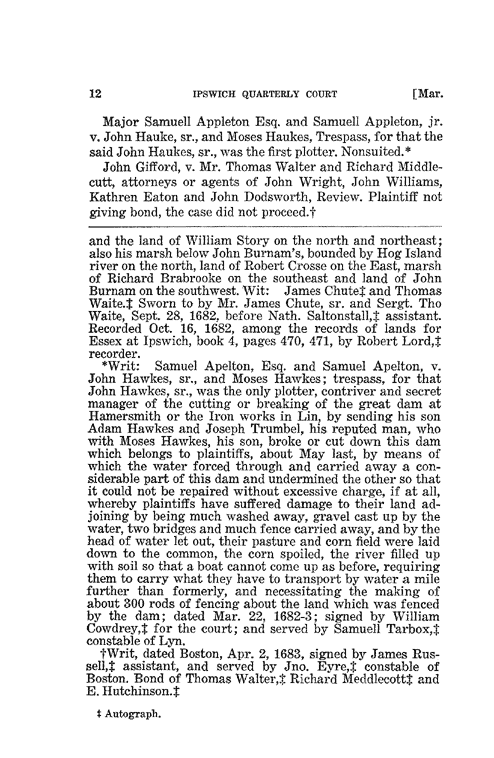 12 IPSWICH QUARTERLY COURT [Mar.
Major Samuell Appleton Esq. and Samuell Appleton, jr.
v. John Hauke, sr., and Moses Haukes, Trespass, for that the
said John Haukes, sr., was the first plotter. Nonsuited.*
John Gifford, v. Mr. Thomas Walter and Richard Middle-
cutt, attorneys or agents of John Wright, John Williams,
Kathren Eaton and John Dodsworth, Review. Plaintiff not
giving bond, the case did not proceed.†
and the land of William Story on the north and northeast;
also his marsh below John Burnam's, bounded by Hog Island
river on the north, land of Robert Crosse on the East, marsh
of Richard Brabrooke on the southeast and land of John
Burnam on the southwest. Wit: James Chute‡ and Thomas
Waite.‡ Sworn to by Mr. James Chute, sr. and Sergt. Tho
Waite, Sept. 28, 1682, before Nath. Saltonstall,‡ assistant.
Recorded Oct. 16, 1682, among the records of lands for
Essex at Ipswich, book 4, pages 470, 471, by Robert Lord,‡
recorder.
*Writ: Samuel Apelton, Esq. and Samuel Apelton, v.
John Hawkes, sr., and Moses Hawkes; trespass, for that
John Hawkes, sr., was the only plotter, contriver and secret
manager of the cutting or breaking of the great dam at
Hamersmith or the Iron works in Lin, by sending his son
Adam Hawkes and Joseph Trumbel, his reputed man, who
with Moses Hawkes, his son, broke or cut down this dam
which belongs to plaintiffs, about May last, by means of
which the water forced through and carried away a con-
siderable part of this dam and undermined the other so that
it could not be repaired without excessive charge, if at all,
whereby plaintiffs have suffered damage to their land ad-
joining by being much washed away, gravel cast up by the
water, two bridges and much fence carried away, and by the
head of water let out, their pasture and corn field were laid
down to the common, the corn spoiled, the river filled up
with soil so that a boat cannot come up as before, requiring
them to carry what they have to transport by water a mile
further than formerly, and necessitating the making of
about 300 rods of fencing about the land which was fenced
by the dam; dated Mar. 22, 1682-3; signed by William
Cowdrey,‡ for the court; and served by Samuell Tarbox,‡
constable of Lyn.
†Writ, dated Boston, Apr. 2, 1683, signed by James Rus-
sell,‡ assistant, and served by Jno. Eyre,‡ constable of
Boston. Bond of Thomas Walter,‡ Richard Meddlecott‡ and
E. Hutchinson.‡
‡ Autograph.